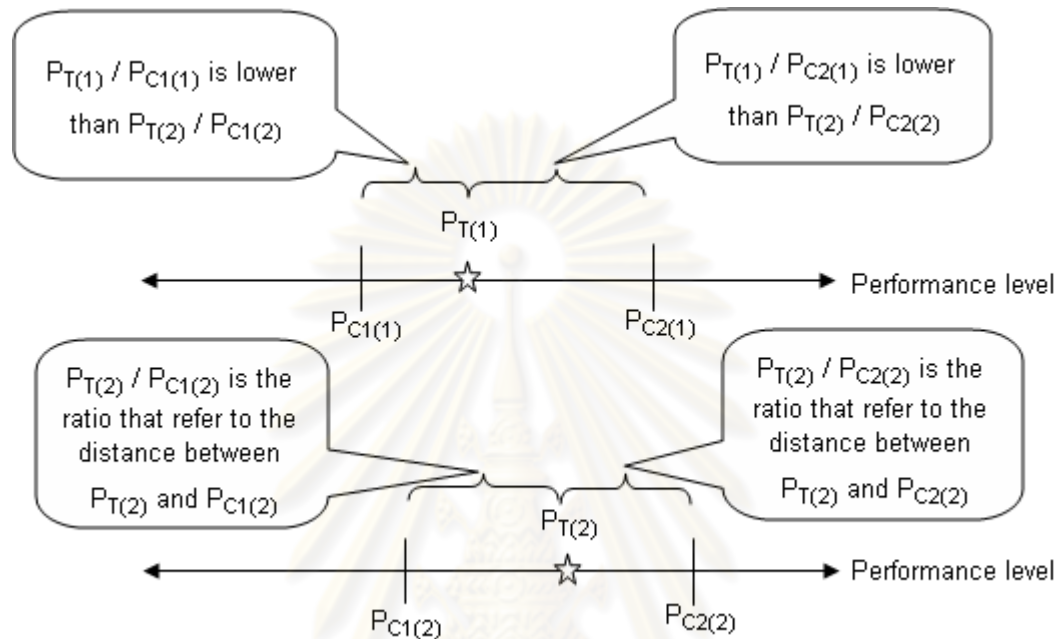 P_T(1) / P_C1(1) is lower
than P_T(2) / P_C1(2)
P_T(1) / P_C2(1) is lower
than P_T(2) / P_C2(2)
P_T(1)
Performance level
P_C1(1)
P_C2(1)
P_T(2) / P_C1(2) is the
ratio that refer to the
distance between
P_T(2) and P_C1(2)
P_T(2) / P_C2(2) is the
ratio that refer to the
distance between
P_T(2) and P_C2(2)
P_T(2)
Performance level
P_C1(2)
P_C2(2)